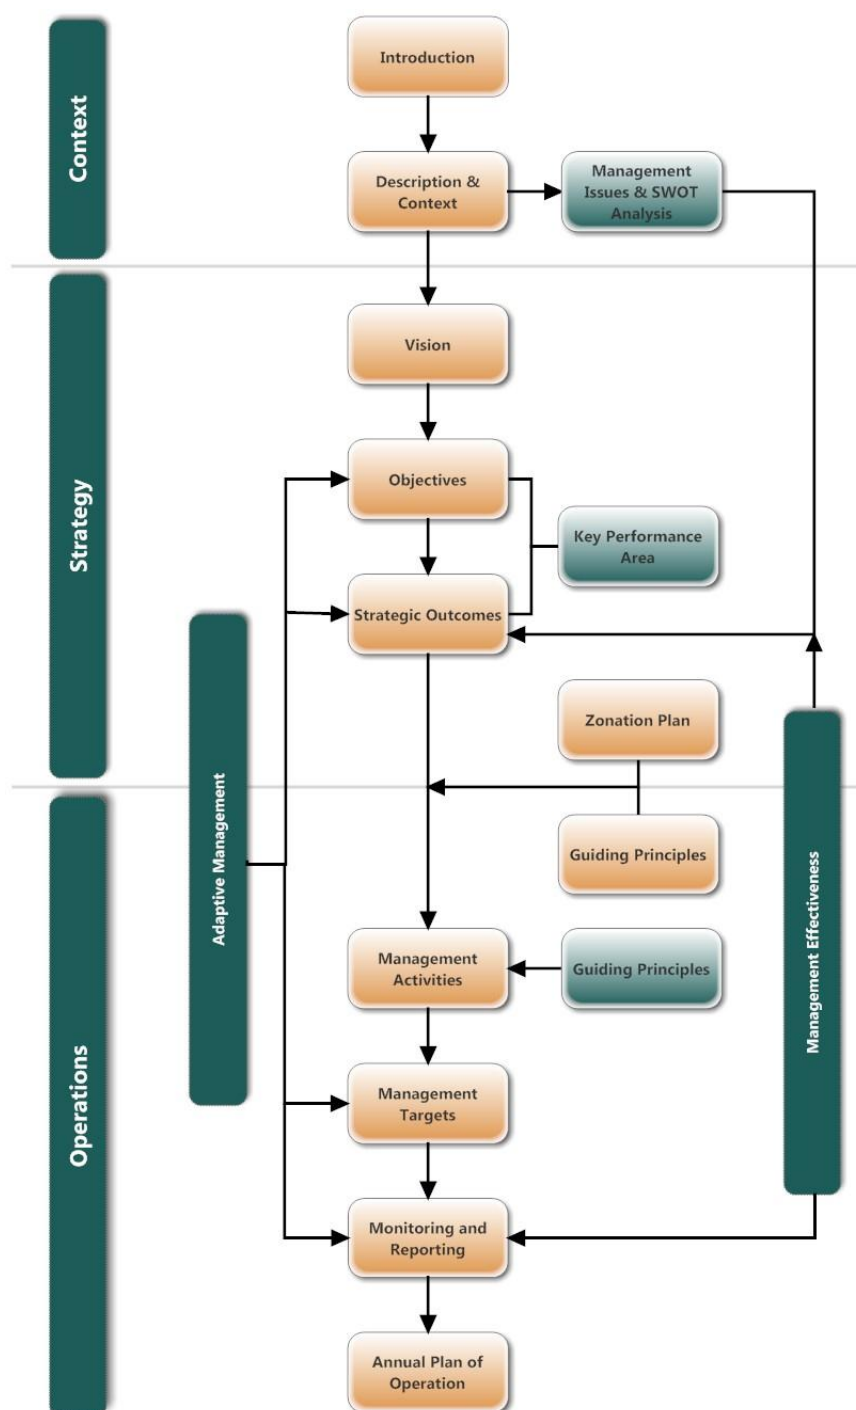 Context
Introduction
Description &
Context
Management
Issues & SWOT
Analysis
Strategy
Vision
Objectives
Key Performance
Area
Strategic Outcomes
Zonation Plan
Adaptive Management
Management Effectiveness
Operations
Guiding Principles
Management
Activities
Guiding Principles
Management
Targets
Monitoring and
Reporting
Annual Plan of
Operation